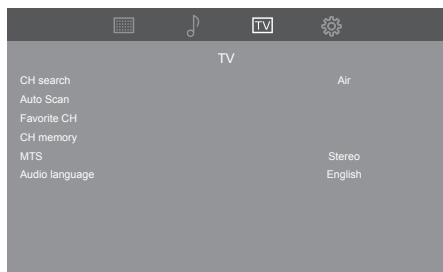 TV
TV
CH search Air
Auto Scan
Favorite CH
CH memory
MTS Stereo
Audio language English